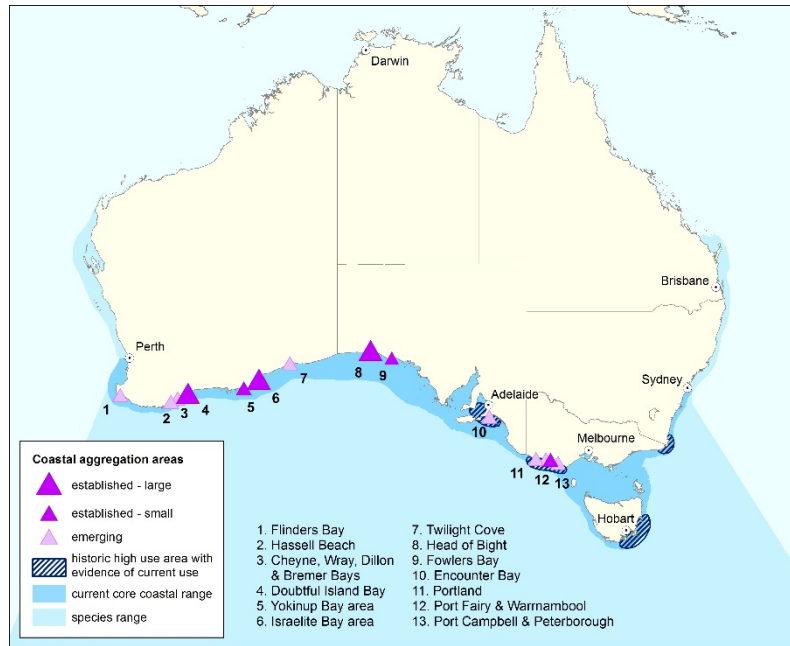 Darwin
Brisbane
Perth
Sydney
Adelaide
Melbourne
Hobart
1
2
3
4
5
6
7
8
9
10
11
12
13
Coastal aggregation areas
established - large
established - small
emerging
historic high use area with
evidence of current use
current core coastal range
species range
1. Flinders Bay
2. Hassell Beach
3. Cheyne, Wray, Dillon
& Bremer Bays
4. Doubtful Island Bay
5. Yokinup Bay area
6. Israelite Bay area
7. Twilight Cove
8. Head of Bight
9. Fowlers Bay
10. Encounter Bay
11. Portland
12. Port Fairy & Warrnambool
13. Port Campbell & Peterborough